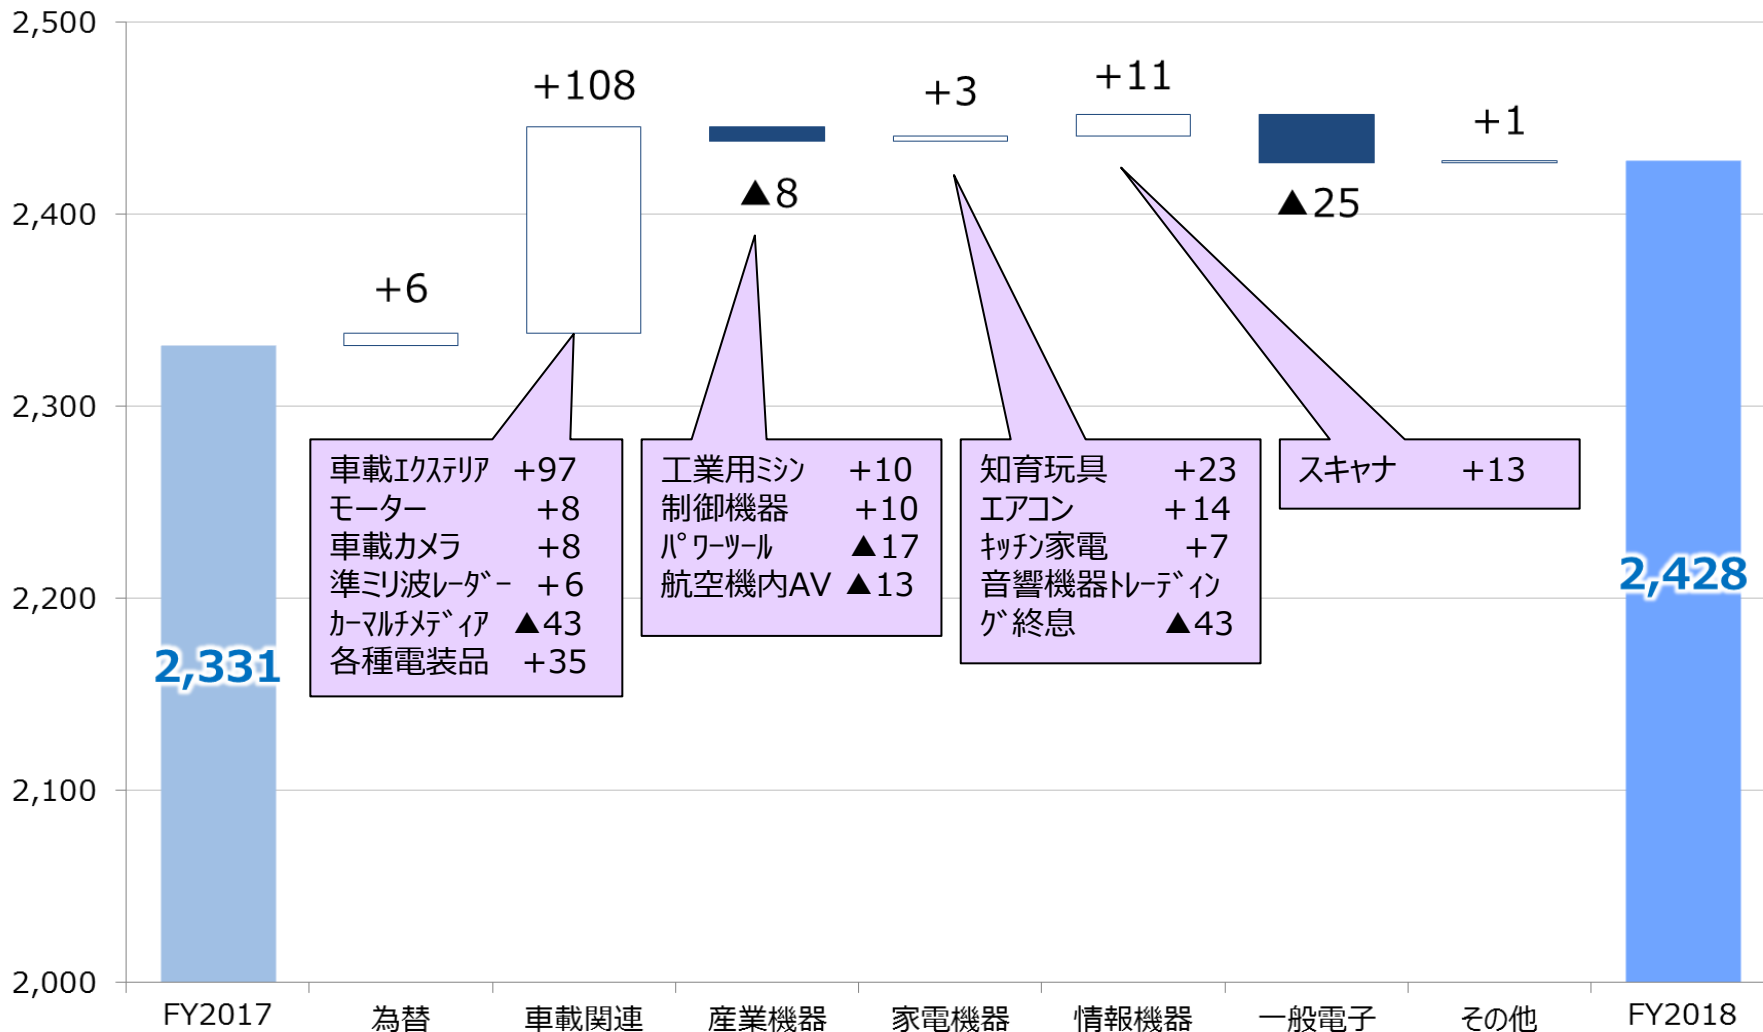 2,500
2,400
2,300
2,200
2,100
2,000
+6
+108
▲8
+3
+11
▲25
+1
2,331
2,428
車載ｴｸｽﾃﾘｱ +97
モーター +8
車載カメラ +8
準ミリ波ﾚｰﾀﾞｰ +6
ｶｰﾏﾙﾁﾒﾃﾞｨｱ ▲43
各種電装品 +35
工業用ﾐｼﾝ +10
制御機器 +10
ﾊﾟﾜｰﾂｰﾙ ▲17
航空機内AV ▲13
知育玩具 +23
エアコン +14
ｷｯﾁﾝ家電 +7
音響機器ﾄﾚｰﾃﾞｨﾝ
ｸﾞ終息 ▲43
スキャナ +13
FY2017 為替 車載関連 産業機器 家電機器 情報機器 一般電子 その他 FY2018